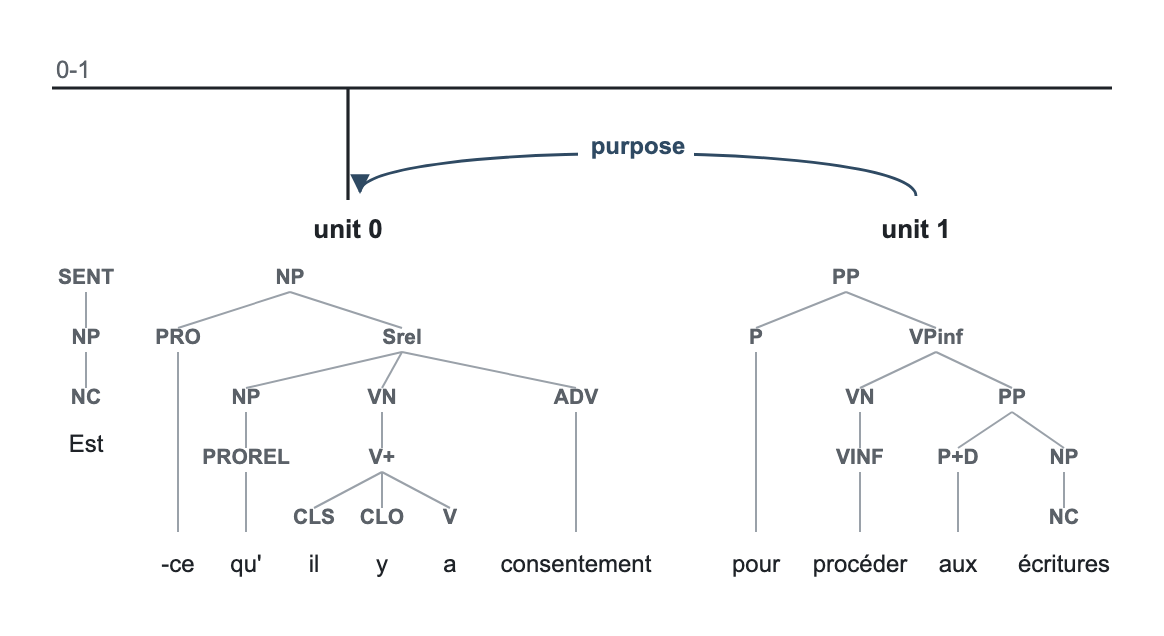 0-1
purpose
unit 0 unit 1
SENT NP PP
NP PRO Srel P VPinf
NC NP VN ADV VN PP
Est
PROREL V+ VINF P+D NP
CLS CLO V NC
-ce qu' il y a consentement pour procéder aux écritures